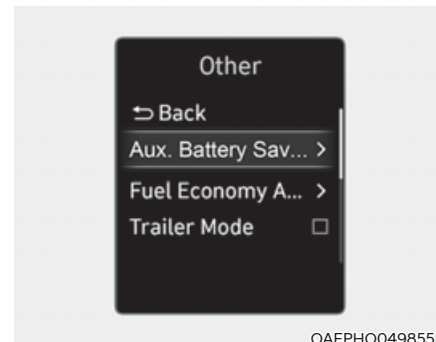 Other
Back
Aux. Battery Sav... >
Fuel Economy A... >
Trailer Mode
OAEPHQ049855